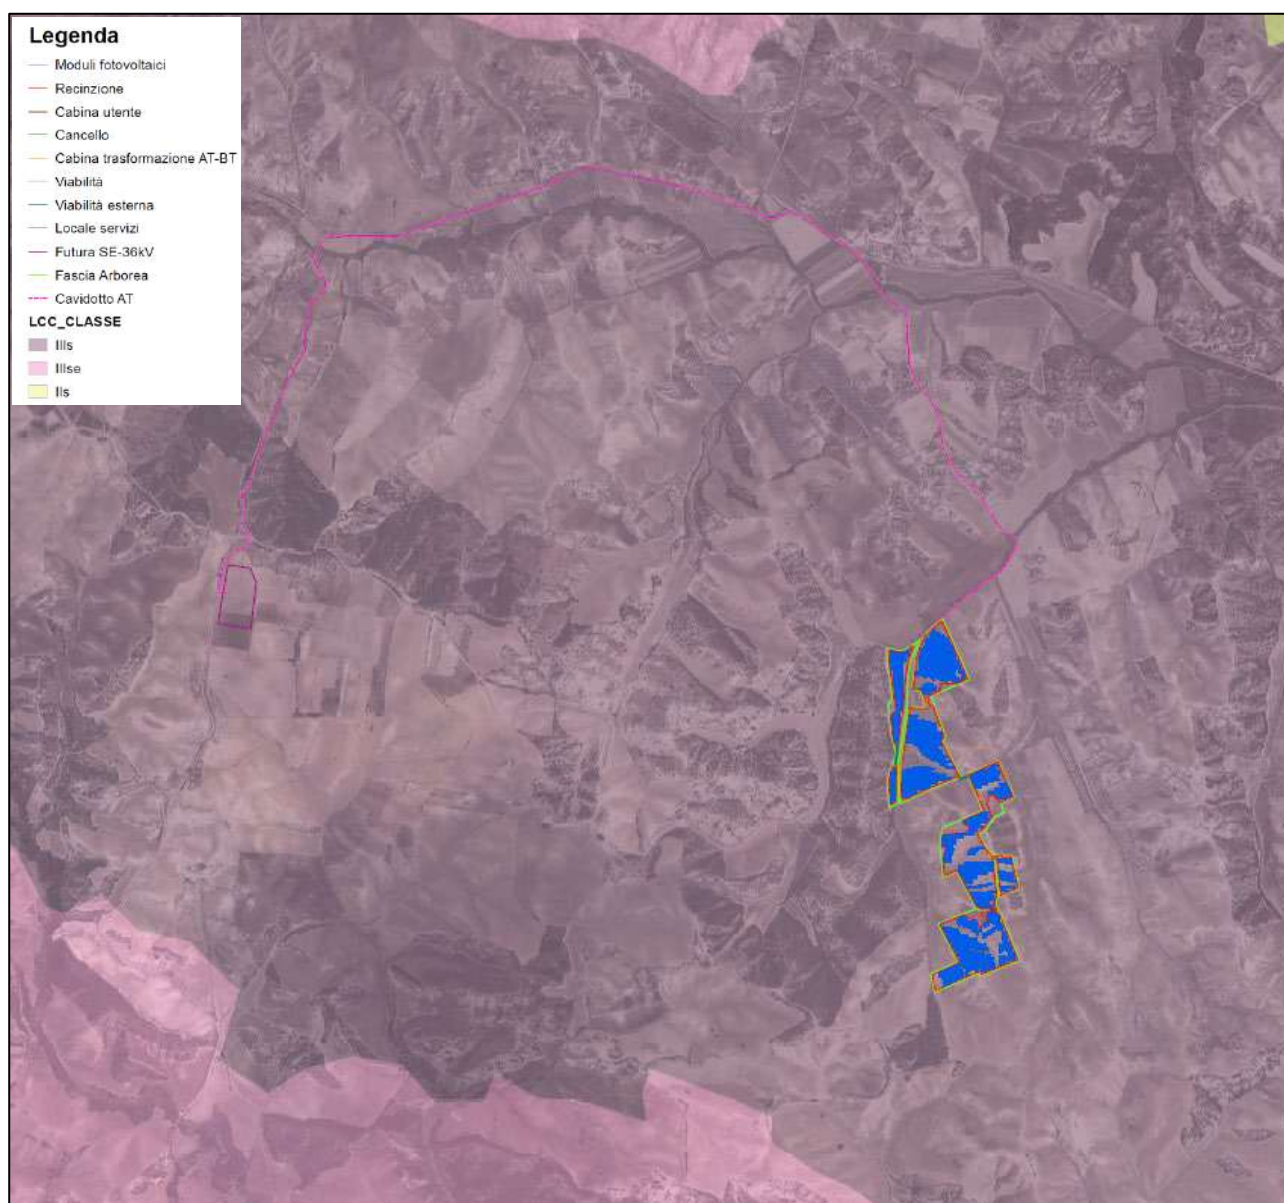 Legenda
Moduli fotovoltaici
Recinzione
Cabina utente
Cancello
Cabina trasformazione AT-BT
Viabilità
Viabilità esterna
Locale servizi
Futura SE-36kV
Fascia Arborea
Cavidotto AT
LCC_CLASSE
IIIs
IIIse
IIs